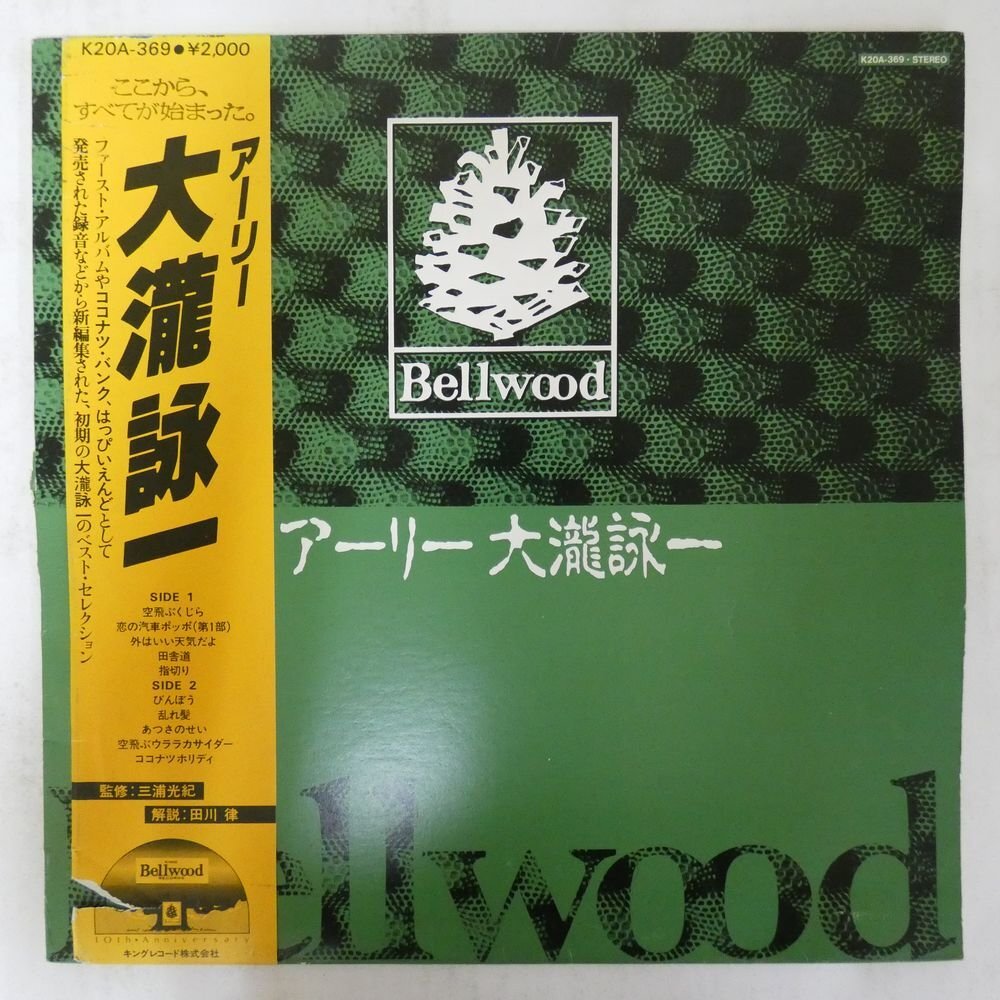 K20A-369●¥2,000
ここから、
すべてが始まった。
アーリー
大瀧詠一
ファースト・アルバムやココナツ・バンク、はっぴいえんどとして
発売された録音などから新編集された、初期の大瀧詠一のベスト・セレクション
SIDE 1
空飛ぶくじら
恋の汽車ポッポ(第1部)
外はいい天気だよ
田舎道
指切り
SIDE 2
びんぼう
乱れ髪
あつさのせい
空飛ぶウララカサイダー
ココナツホリディ
監修:三浦光紀
解説:田川 律
Bellwood
RECORDS
10th・Anniversary
キングレコード株式会社
K20A-369・STEREO
Bellwood
アーリー 大瀧詠一
Bellwood